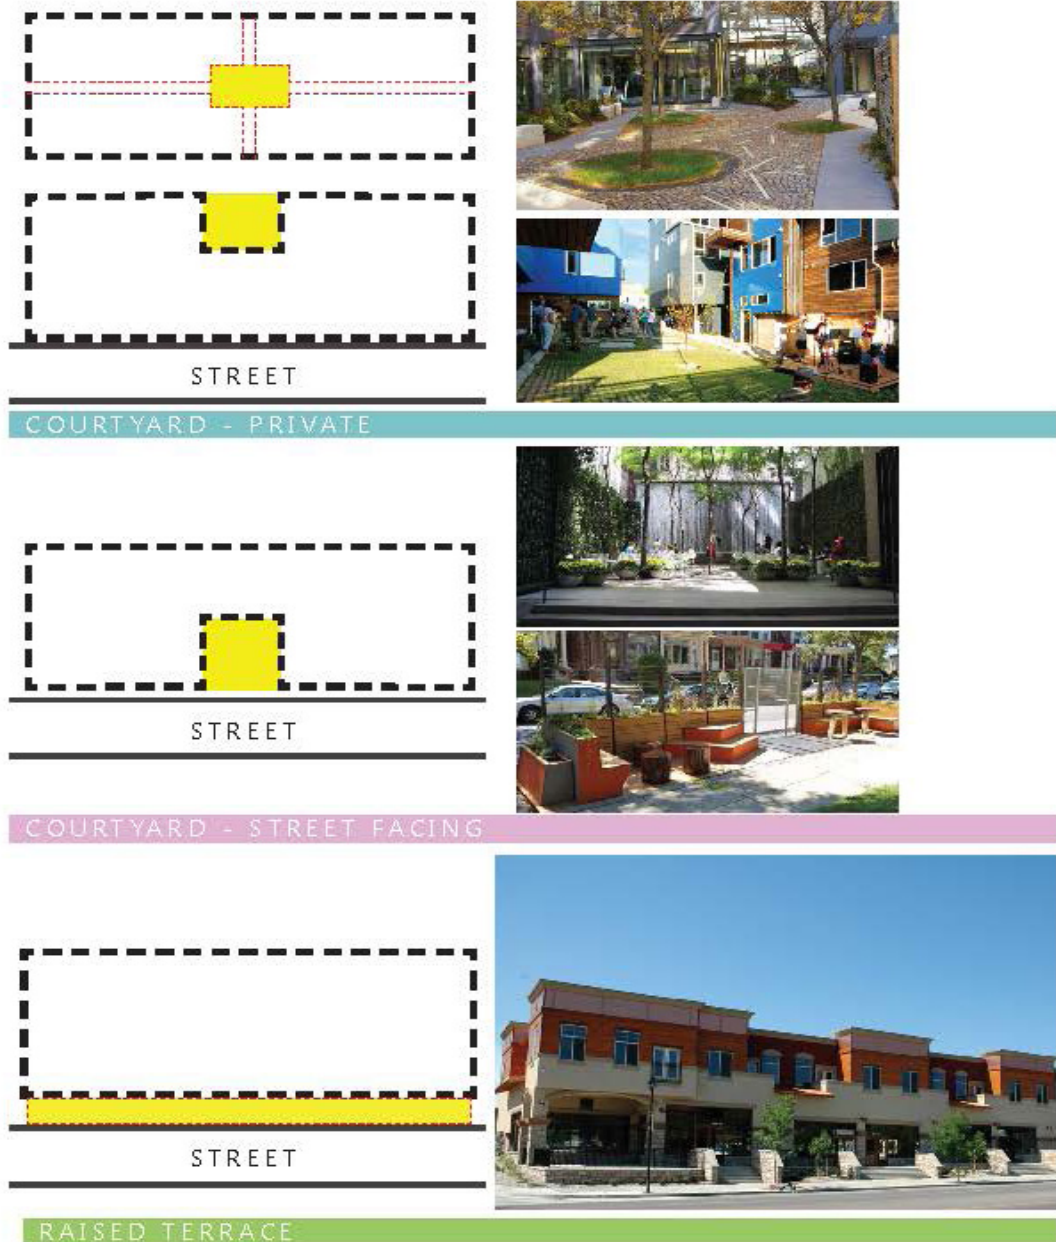 STREET
COURTYARD - PRIVATE
STREET
COURTYARD - STREET FACING
STREET
RAISED TERRACE